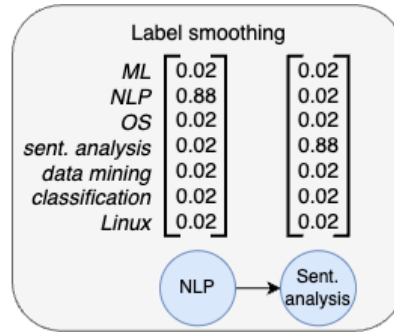 Label smoothing
ML 0.02 0.02
NLP 0.88 0.02
OS 0.02 0.02
sent. analysis 0.02 0.88
data mining 0.02 0.02
classification 0.02 0.02
Linux 0.02 0.02
NLP
Sent.
analysis